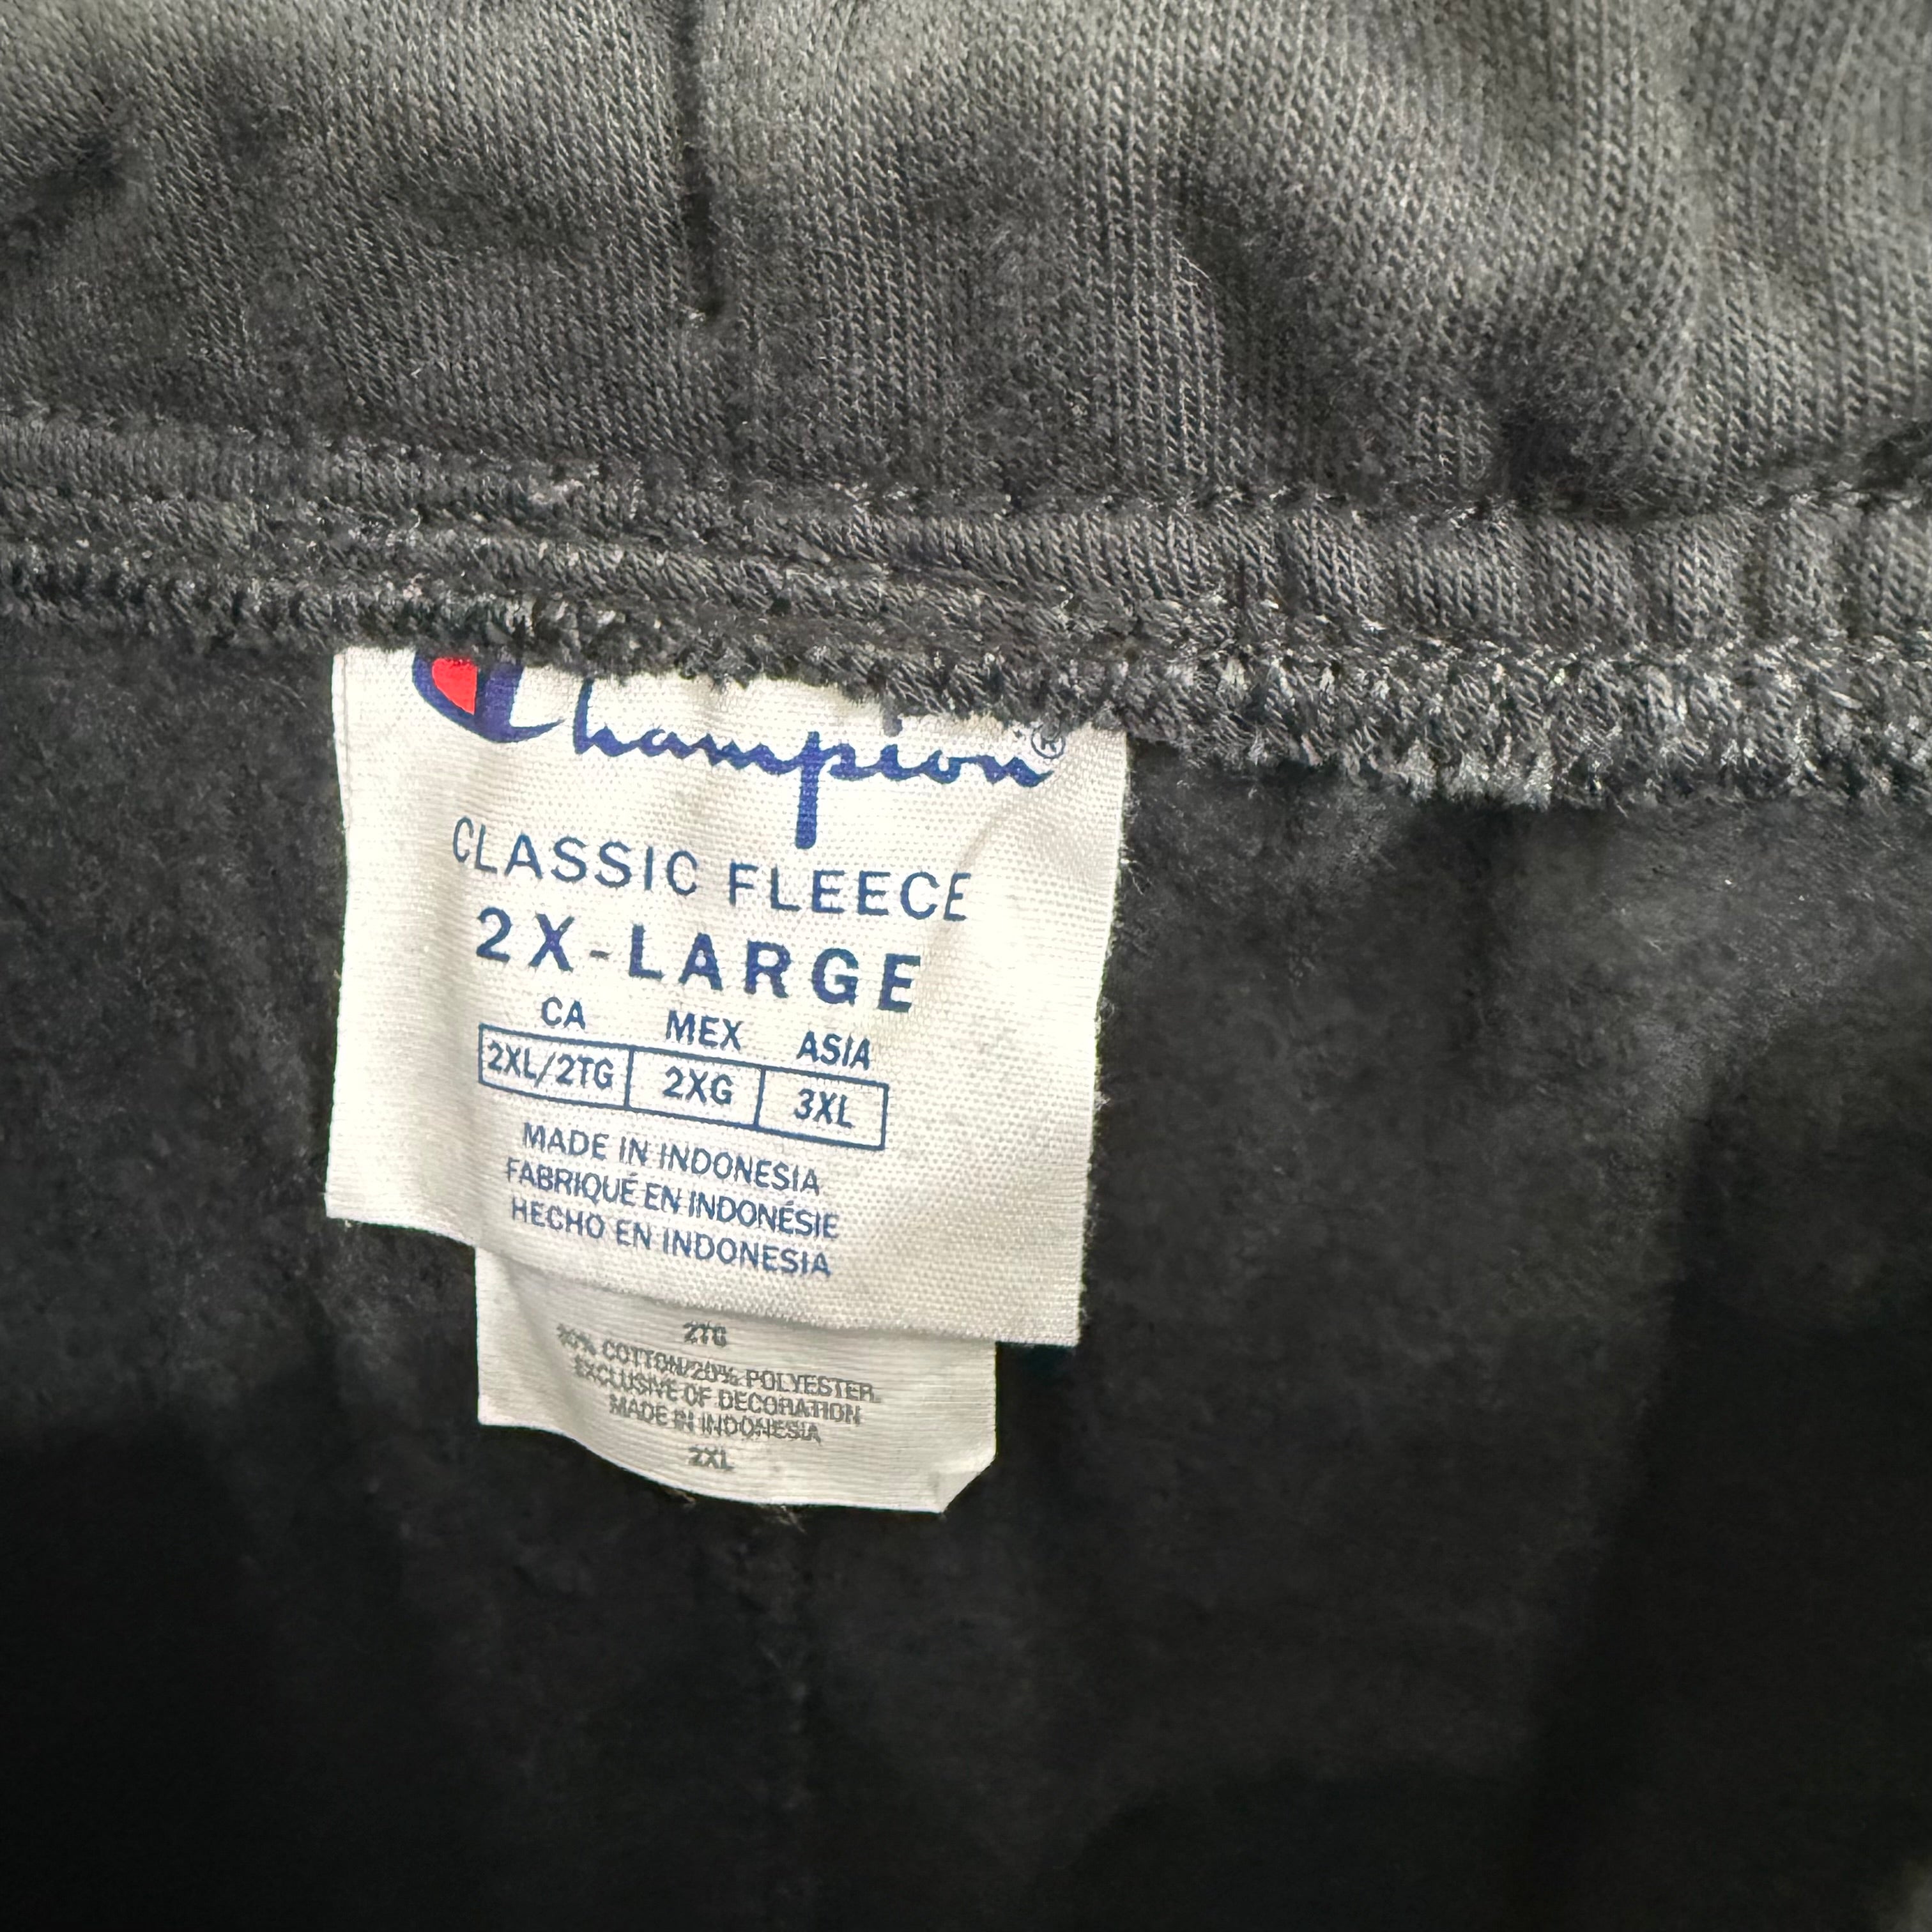 Champion®
CLASSIC FLEECE
2X-LARGE
CA MEX ASIA
2XL/2TG 2XG 3XL
MADE IN INDONESIA
FABRIQUÉ EN INDONÉSIE
HECHO EN INDONESIA
2TG
80% COTTON/20% POLYESTER
EXCLUSIVE OF DECORATION
MADE IN INDONESIA
2XL